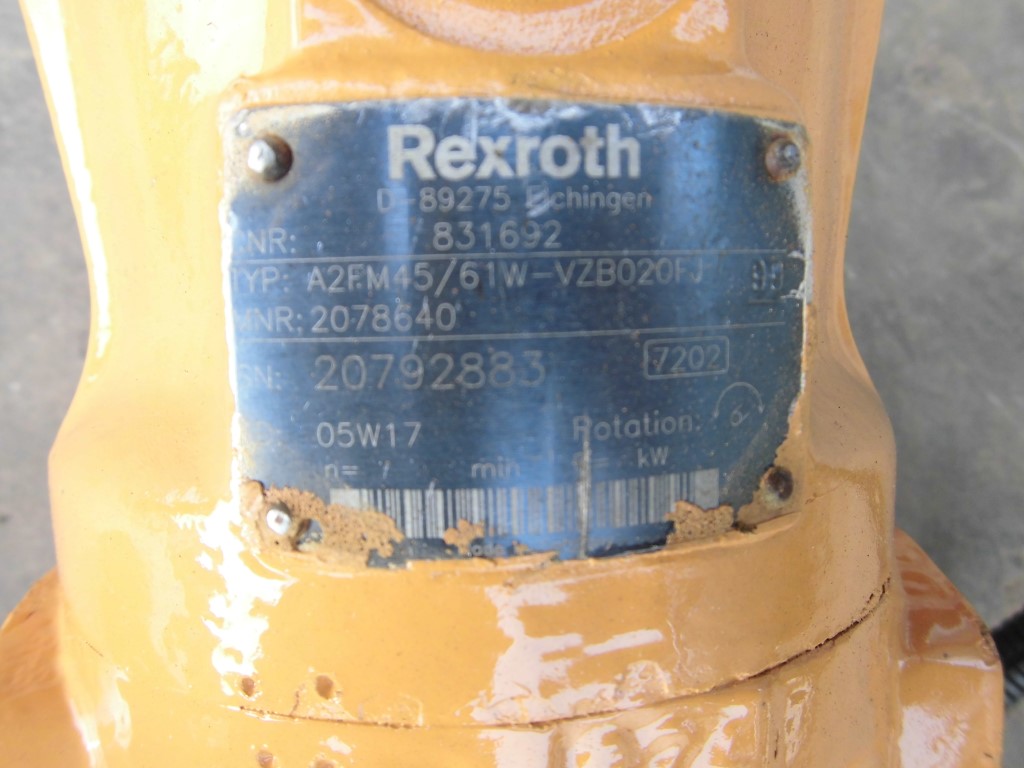 Rexroth
D-89275 Elchingen
.NR: 831692
TYP: A2FM45/61W-VZB020FJ
MNR: 2078640
SN: 20792883 7202
05W17 Rotation:
n= / min = kW